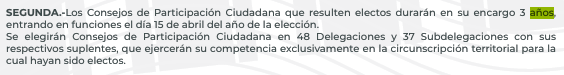 SEGUNDA.-Los Consejos de Participación Ciudadana que resulten electos durarán en su encargo 3 años,
entrando en funciones el día 15 de abril del año de la elección.
Se elegirán Consejos de Participación Ciudadana en 48 Delegaciones y 37 Subdelegaciones con sus
respectivos suplentes, que ejercerán su competencia exclusivamente en la circunscripción territorial para la
cual hayan sido electos.